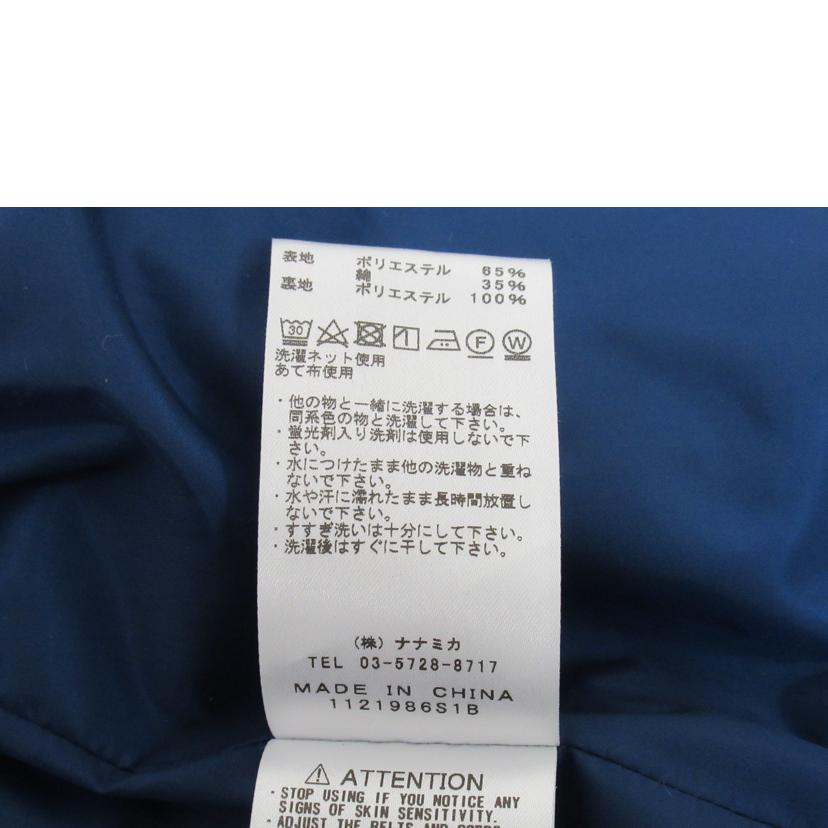 表地 ポリエステル 65%
綿 35%
裏地 ポリエステル 100%
30 F W
洗濯ネット使用
あて布使用
・他の物と一緒に洗濯する場合は、
同系色の物と洗濯して下さい。
・蛍光剤入り洗剤は使用しないで下
さい。
・水につけたまま他の洗濯物と重ね
ないで下さい。
・水や汗に濡れたまま長時間放置し
ないで下さい。
・すすぎ洗いは十分にして下さい。
・洗濯後はすぐに干して下さい。
(株) ナナミカ
TEL 03-5728-8717
MADE IN CHINA
1121986S1B
⚠ ATTENTION
・STOP USING IF YOU NOTICE ANY
SIGNS OF SKIN SENSITIVITY.
・ADJUST THE BELTS AND CORDS